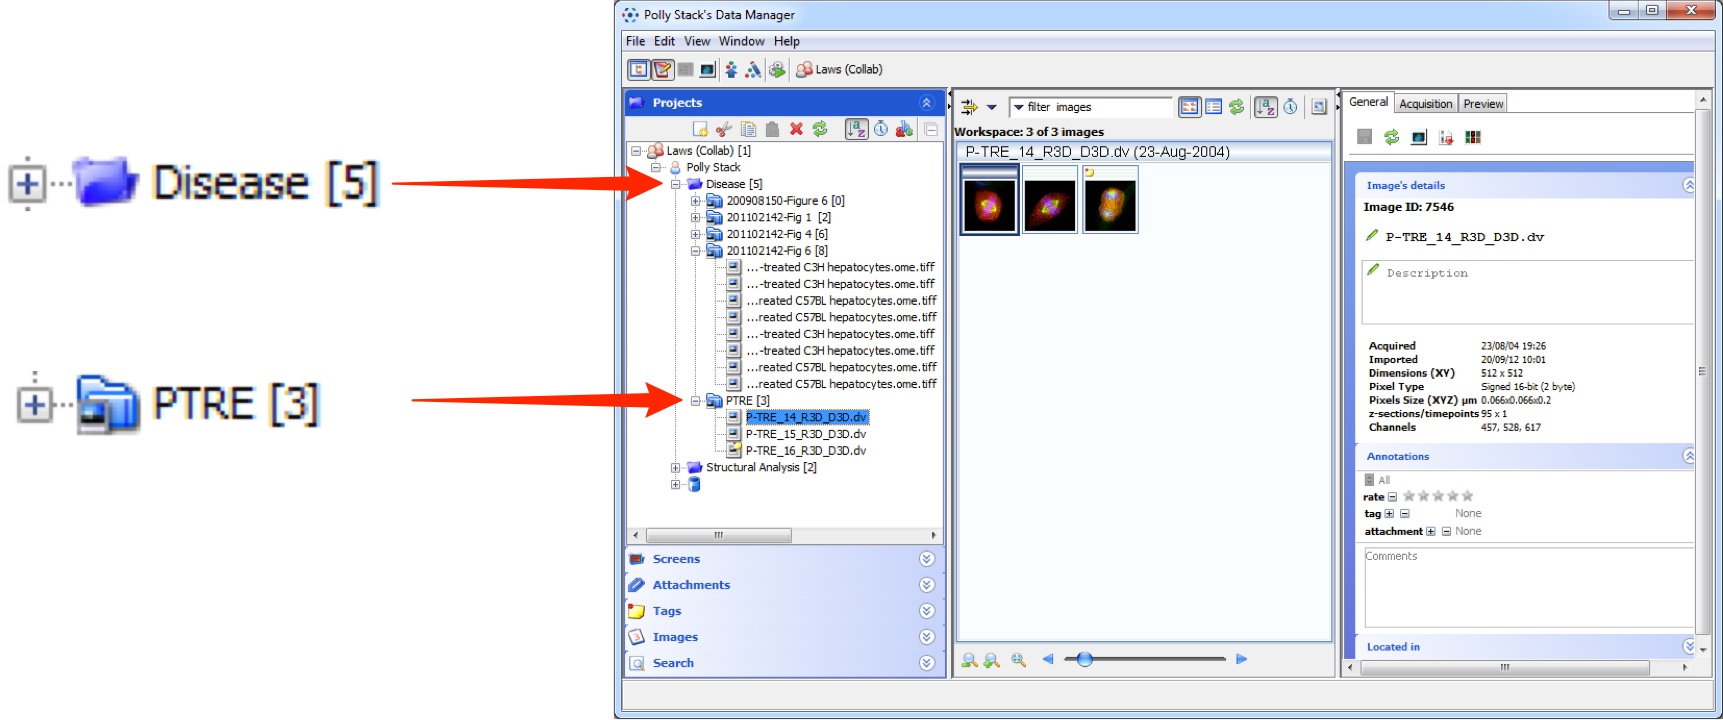 Disease [5]
PTRE [3]
Polly Stack's Data Manager
File Edit View Window Help
Laws (Collab)
Projects
Laws (Collab) [1]
Polly Stack
Disease [5]
200908150-Figure 6 [0]
201102142-Fig 1 [2]
201102142-Fig 4 [6]
201102142-Fig 6 [8]
...-treated C3H hepatocytes.ome.tiff
...-treated C3H hepatocytes.ome.tiff
...reated C57BL hepatocytes.ome.tiff
...reated C57BL hepatocytes.ome.tiff
...-treated C3H hepatocytes.ome.tiff
...-treated C3H hepatocytes.ome.tiff
...reated C57BL hepatocytes.ome.tiff
...reated C57BL hepatocytes.ome.tiff
PTRE [3]
P-TRE_14_R3D_D3D.dv
P-TRE_15_R3D_D3D.dv
P-TRE_16_R3D_D3D.dv
Structural Analysis [2]
Screens
Attachments
Tags
Images
Search
filter images
Workspace: 3 of 3 images
P-TRE_14_R3D_D3D.dv (23-Aug-2004)
General Acquisition Preview
Image's details
Image ID: 7546
P-TRE_14_R3D_D3D.dv
Description
Acquired 23/08/04 19:26
Imported 20/09/12 10:01
Dimensions (XY) 512 x 512
Pixel Type Signed 16-bit (2 byte)
Pixels Size (XYZ) µm 0.066x0.066x0.2
z-sections/timepoints 95 x 1
Channels 457, 528, 617
Annotations
All
rate
tag None
attachment None
Comments
Located in